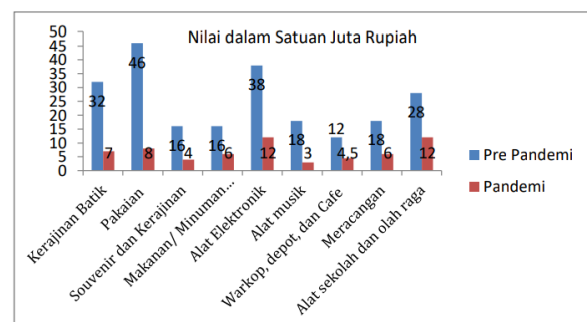 Nilai dalam Satuan Juta Rupiah
50
45
40
35
30
25
20
15
10
5
0
32 7
46 8
16 4
16 6
38 12
18 3
12 4,5
18 6
28 12
Kerajinan Batik
Pakaian
Souvenir dan Kerajinan
Makanan/ Minuman...
Alat Elektronik
Alat musik
Warkop, depot, dan Cafe
Meracangan
Alat sekolah dan olah raga
Pre Pandemi
Pandemi